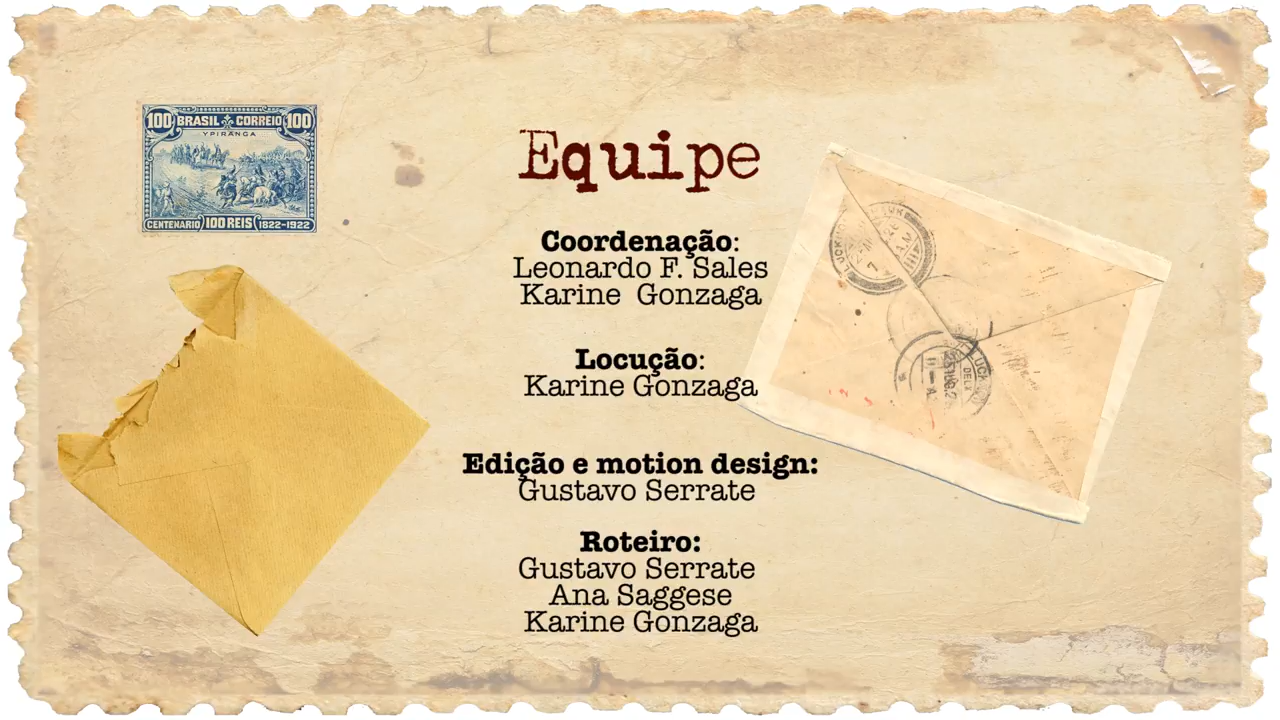 100 BRASIL CORREIO 100
YPIRANGA
CENTENARIO 100 REIS 1822-1922
Equipe
Coordenação:
Leonardo F. Sales
Karine Gonzaga
Locução:
Karine Gonzaga
Edição e motion design:
Gustavo Serrate
Roteiro:
Gustavo Serrate
Ana Saggese
Karine Gonzaga